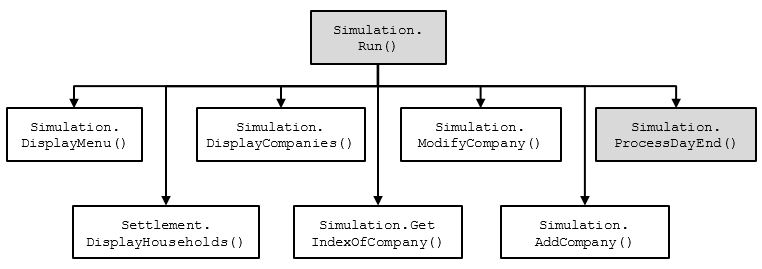 Simulation.
Run()
Simulation.
DisplayMenu()
Simulation.
DisplayCompanies()
Simulation.
ModifyCompany()
Simulation.
ProcessDayEnd()
Settlement.
DisplayHouseholds()
Simulation.Get
IndexOfCompany()
Simulation.
AddCompany()